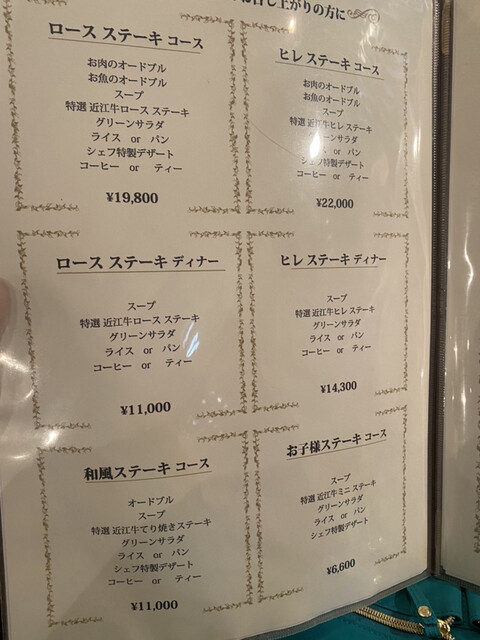 し上がりの方に
ロース ステーキ コース
お肉のオードブル
お魚のオードブル
スープ
特選 近江牛ロース ステーキ
グリーンサラダ
ライス or パン
シェフ特製デザート
コーヒー or ティー
¥19,800
ヒレ ステーキ コース
お肉のオードブル
お魚のオードブル
スープ
特選 近江牛ヒレ ステーキ
ーンサラダ
ス or パン
シェフ特製デザート
コーヒー or ティー
¥22,000
ロース ステーキ ディナー
スープ
特選 近江牛ロース ステーキ
グリーンサラダ
ライス or パン
コーヒー or ティー
¥11,000
ヒレ ステーキ ディナー
スープ
特選 近江牛ヒレ ステーキ
グリーンサラダ
ライス or パン
コーヒー or ティー
¥14,300
和風ステーキ コース
オードブル
スープ
特選 近江牛てり焼きステーキ
グリーンサラダ
ライス or パン
シェフ特製デザート
コーヒー or ティー
¥11,000
お子様ステーキ コース
スープ
特選 近江牛ミニ ステーキ
グリーンサラダ
ライス or パン
シェフ特製デザート
¥6,600